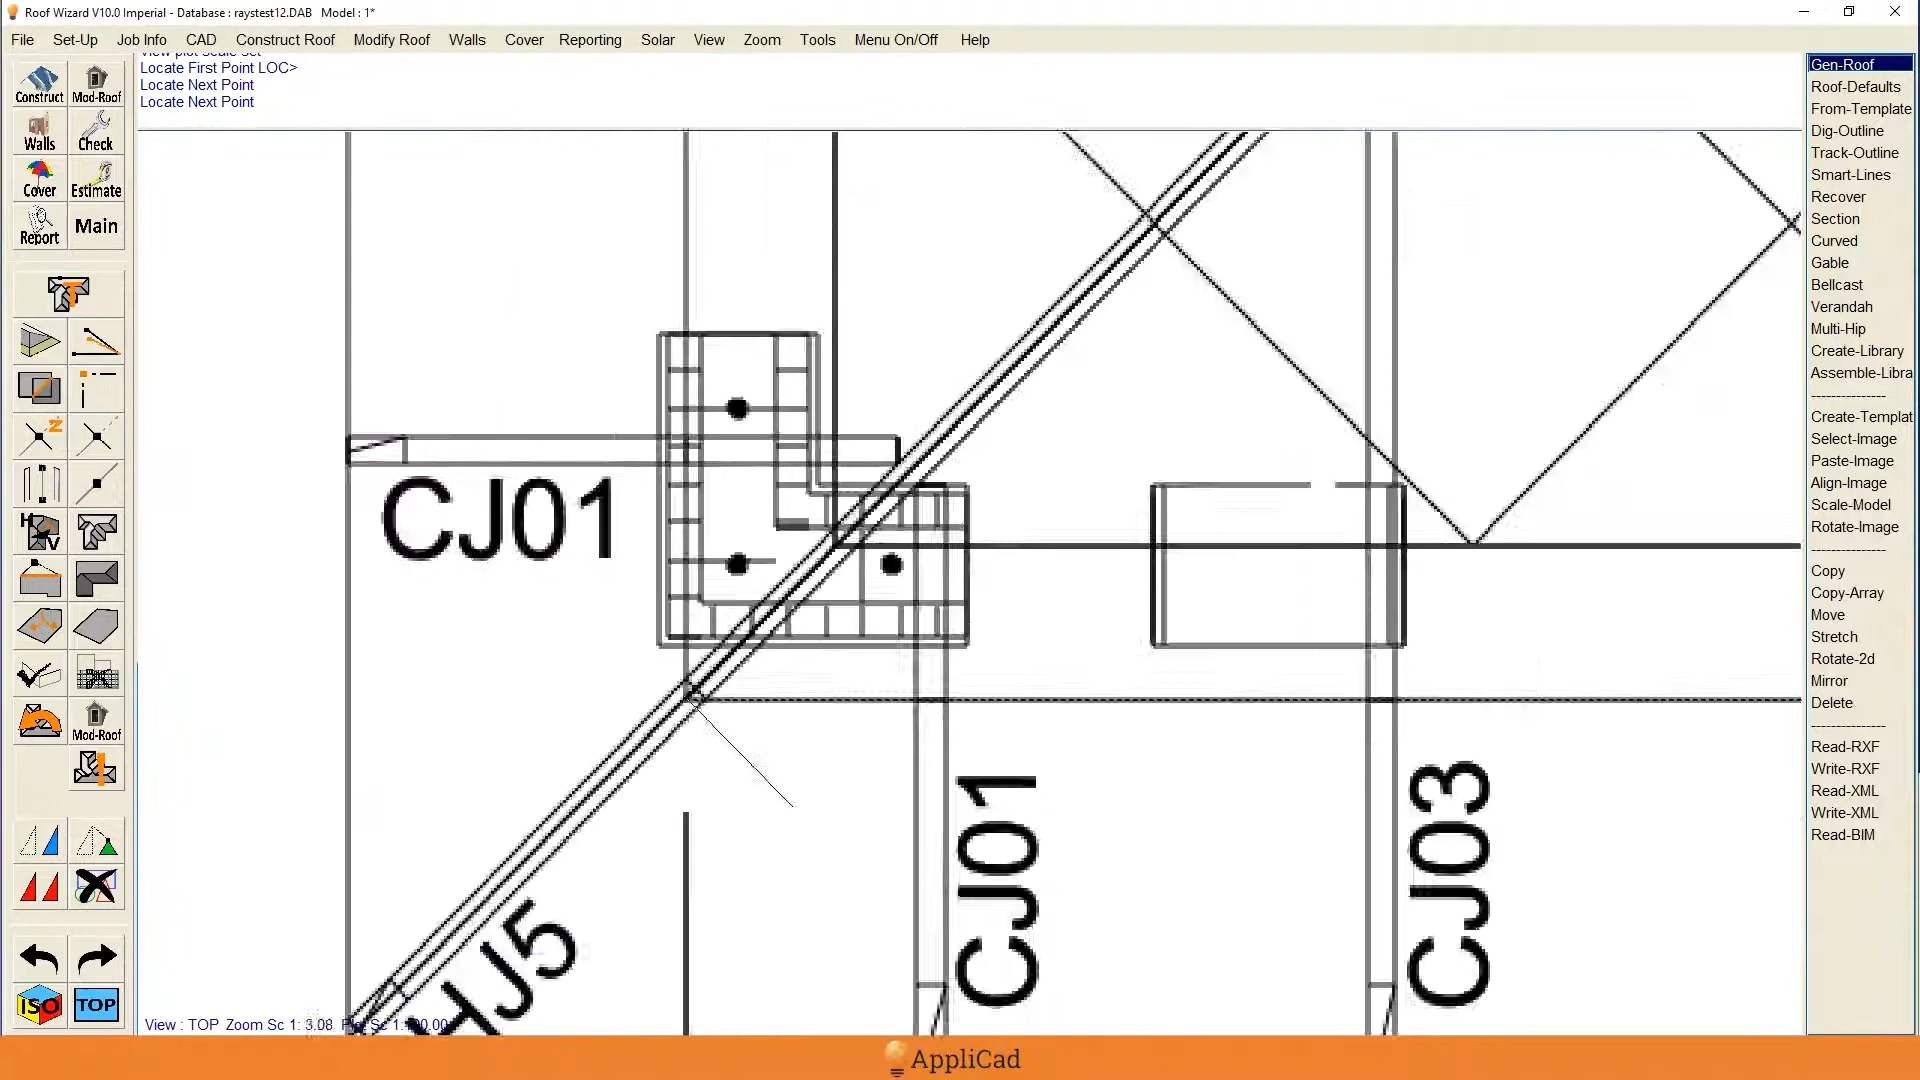 Roof Wizard V10.0 Imperial - Database : raystest12.DAB Model : 1*
File Set-Up Job Info CAD Construct Roof Modify Roof Walls Cover Reporting Solar View Zoom Tools Menu On/Off Help
View plot scale set
Locate First Point LOC>
Locate Next Point
Locate Next Point
Construct Mod-Roof
Walls Check
Cover Estimate
Report Main
Z
H
V
Mod-Roof
ISO TOP
CJ01
HJ5
CJ01
CJ03
View : TOP Zoom Sc 1: 3.08
Gen-Roof
Roof-Defaults
From-Template
Dig-Outline
Track-Outline
Smart-Lines
Recover
Section
Curved
Gable
Bellcast
Verandah
Multi-Hip
Create-Library
Assemble-Libra
---------------
Create-Templat
Select-Image
Paste-Image
Align-Image
Scale-Model
Rotate-Image
---------------
Copy
Copy-Array
Move
Stretch
Rotate-2d
Mirror
Delete
---------------
Read-RXF
Write-RXF
Read-XML
Write-XML
Read-BIM
AppliCad